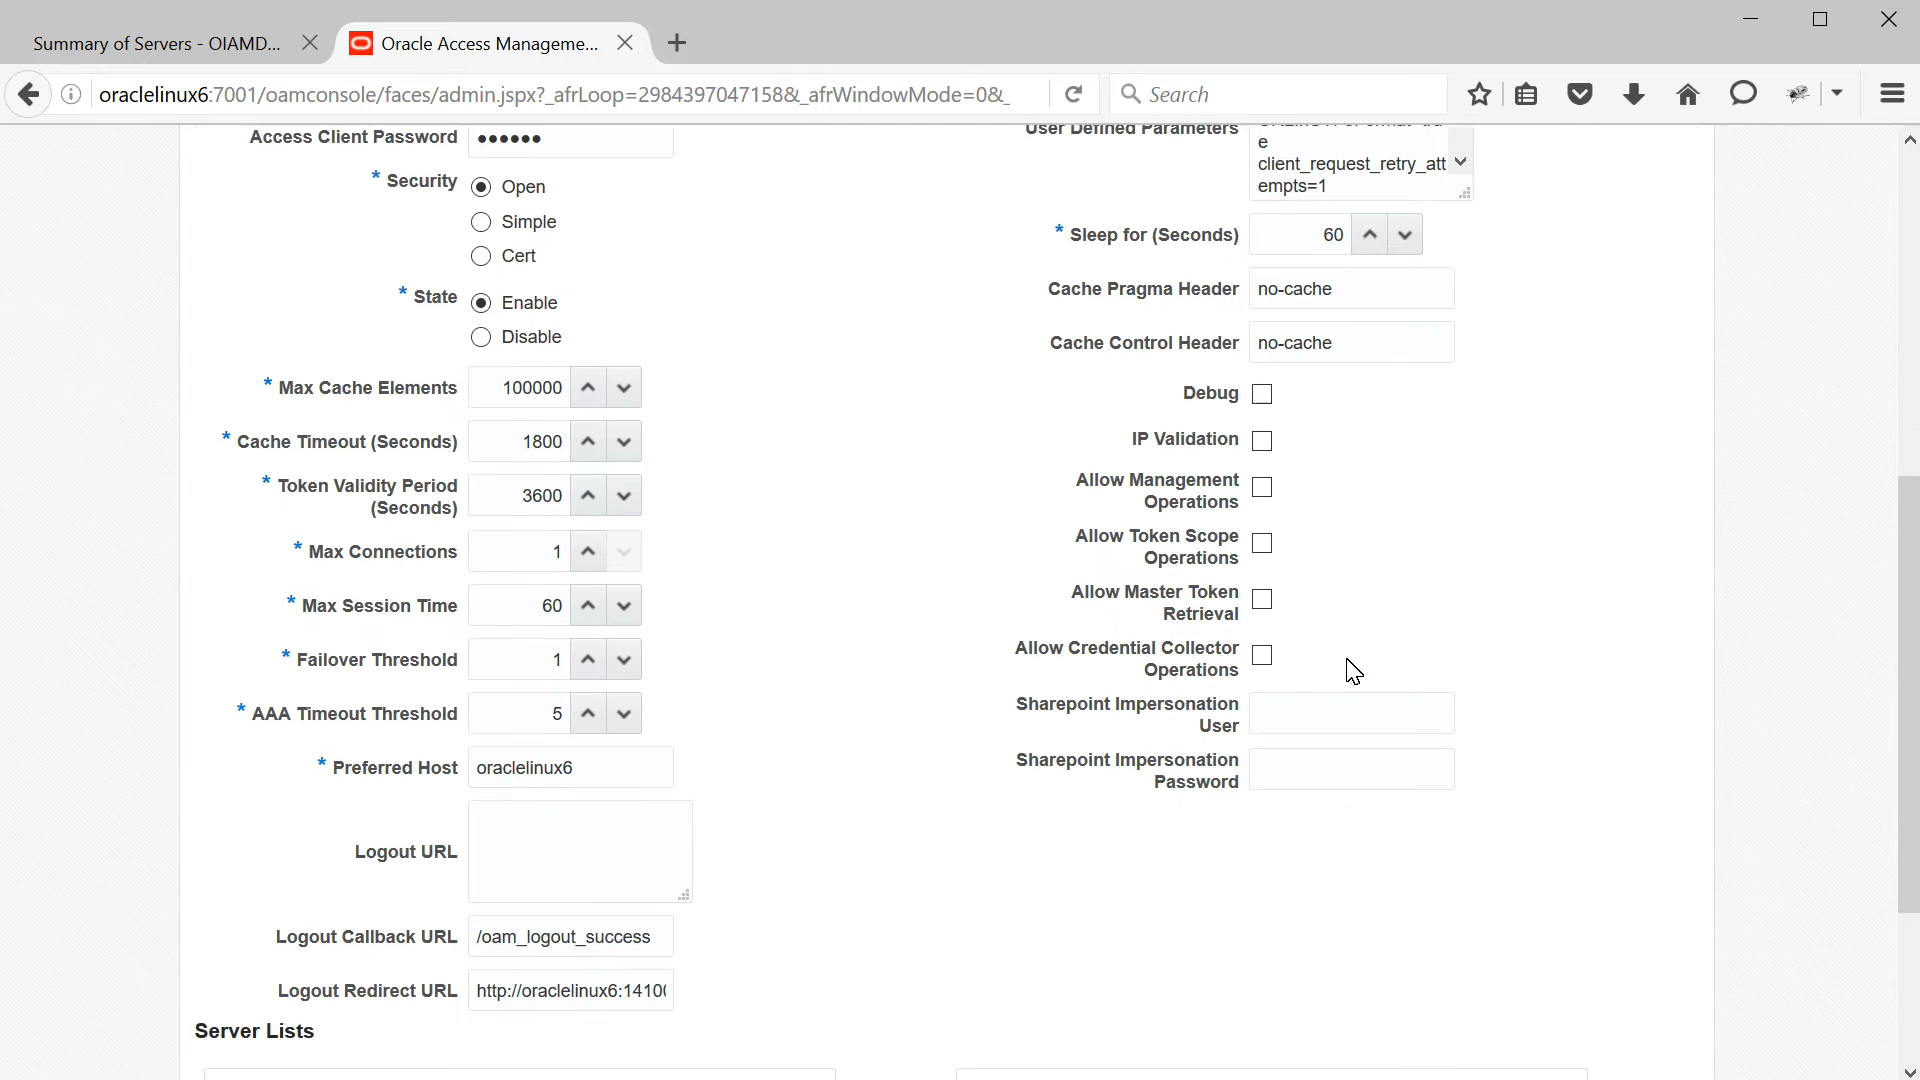 Summary of Servers - OIAMD...
Oracle Access Manageme...
oraclelinux6:7001/oamconsole/faces/admin.jspx?_afrLoop=2984397047158&_afrWindowMode=0&_
Search
Access Client Password ••••••
* Security
Open
Simple
Cert
* State
Enable
Disable
* Max Cache Elements 100000
* Cache Timeout (Seconds) 1800
* Token Validity Period
(Seconds)
3600
* Max Connections 1
* Max Session Time 60
* Failover Threshold 1
* AAA Timeout Threshold 5
* Preferred Host oraclelinux6
Logout URL
Logout Callback URL /oam_logout_success
Logout Redirect URL http://oraclelinux6:1410
Server Lists
User Defined Parameters
e
client_request_retry_att
empts=1
* Sleep for (Seconds) 60
Cache Pragma Header no-cache
Cache Control Header no-cache
Debug
IP Validation
Allow Management
Operations
Allow Token Scope
Operations
Allow Master Token
Retrieval
Allow Credential Collector
Operations
Sharepoint Impersonation
User
Sharepoint Impersonation
Password